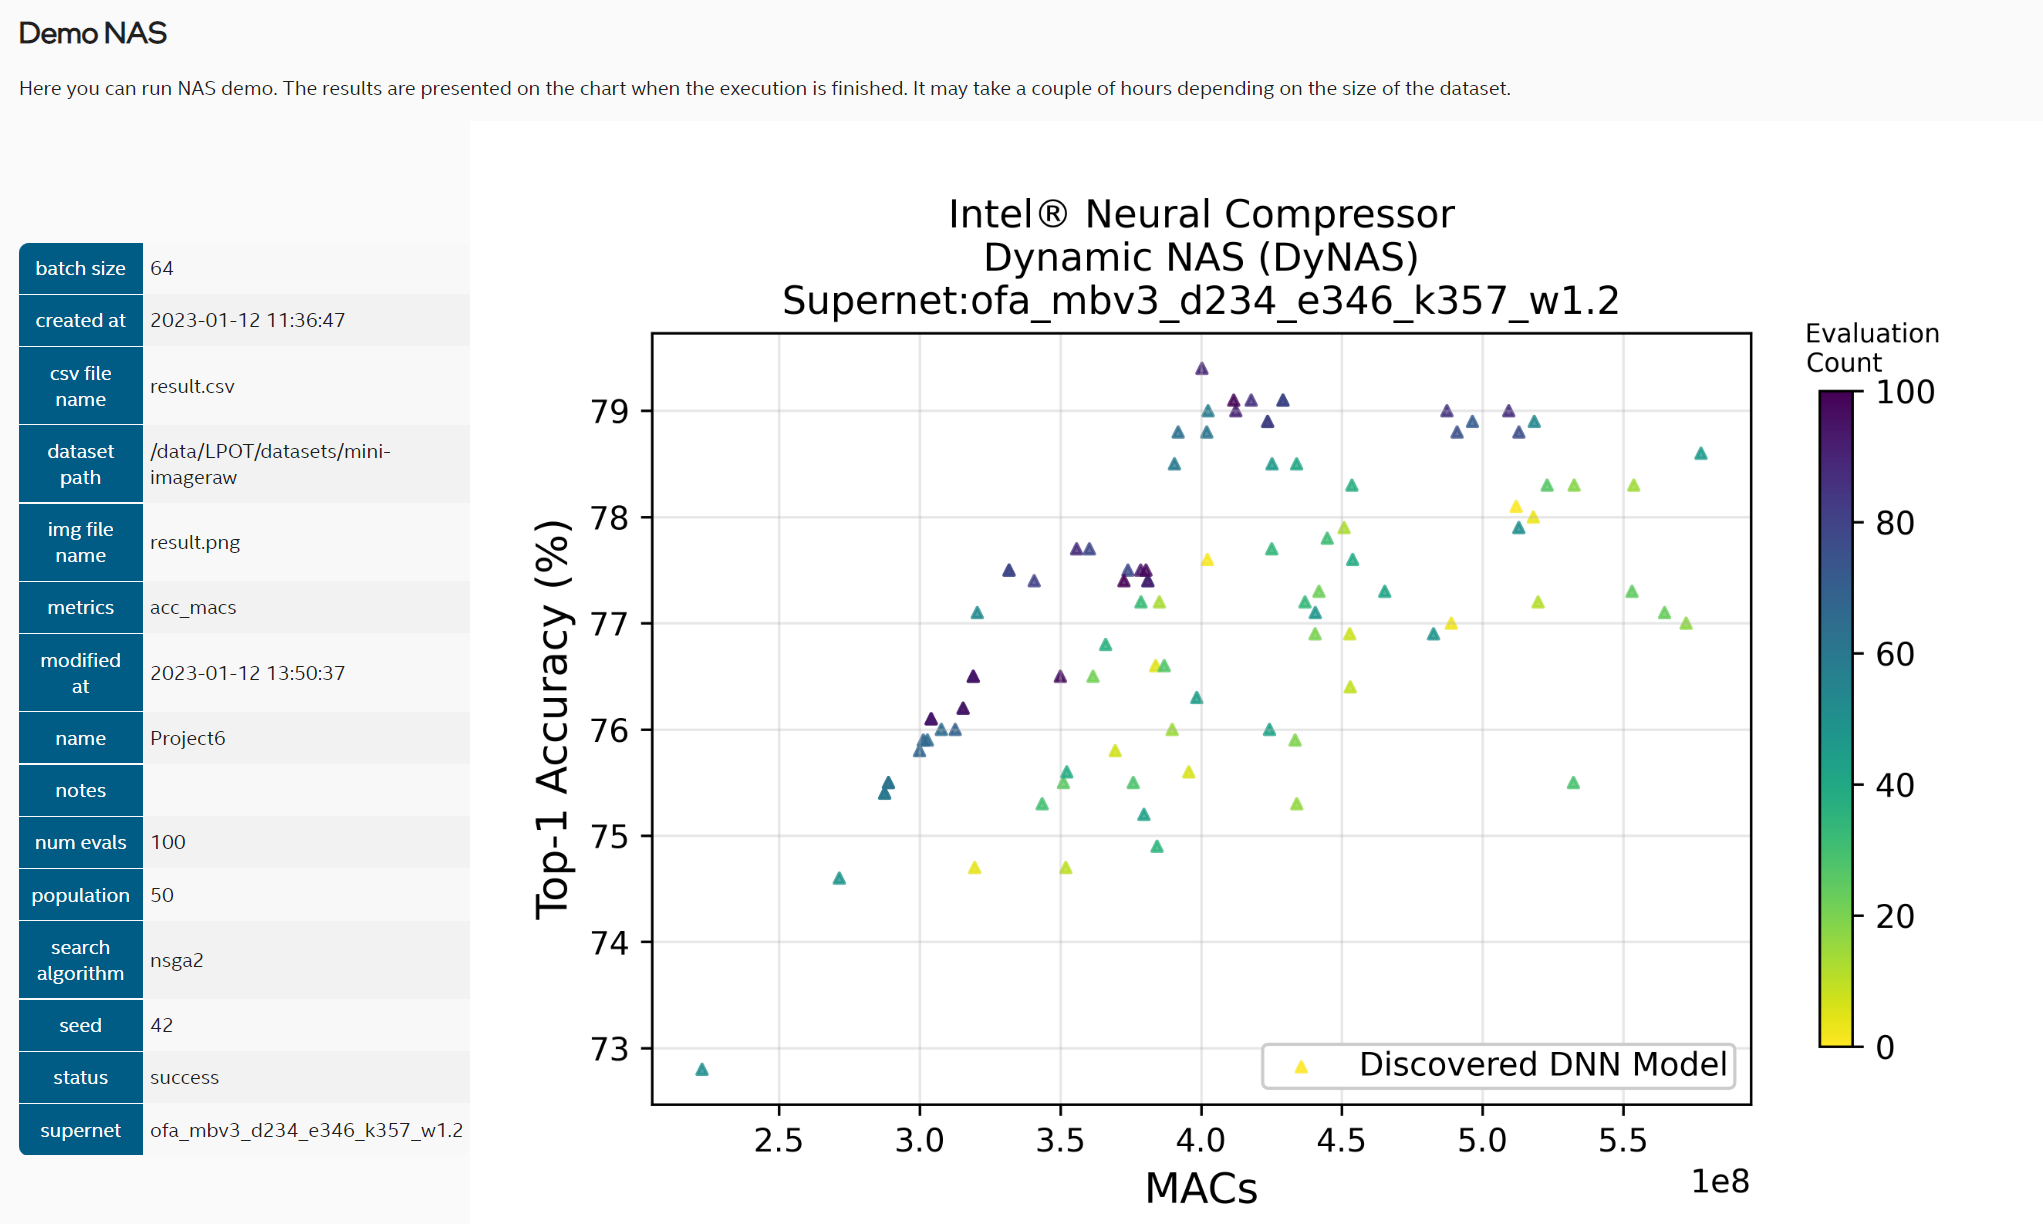 Demo NAS
Here you can run NAS demo. The results are presented on the chart when the execution is finished. It may take a couple of hours depending on the size of the dataset.
batch size 64
created at 2023-01-12 11:36:47
csv file
name
result.csv
dataset
path
/data/LPOT/datasets/mini-
imageraw
img file
name
result.png
metrics acc_macs
modified
at
2023-01-12 13:50:37
name Project6
notes
num evals 100
population 50
search
algorithm
nsga2
seed 42
status success
supernet ofa_mbv3_d234_e346_k357_w1.2
Intel® Neural Compressor
Dynamic NAS (DyNAS)
Supernet:ofa_mbv3_d234_e346_k357_w1.2
Top-1 Accuracy (%)
79
78
77
76
75
74
73
2.5 3.0 3.5 4.0 4.5 5.0 5.5
1e8
MACs
Discovered DNN Model
Evaluation
Count
100
80
60
40
20
0